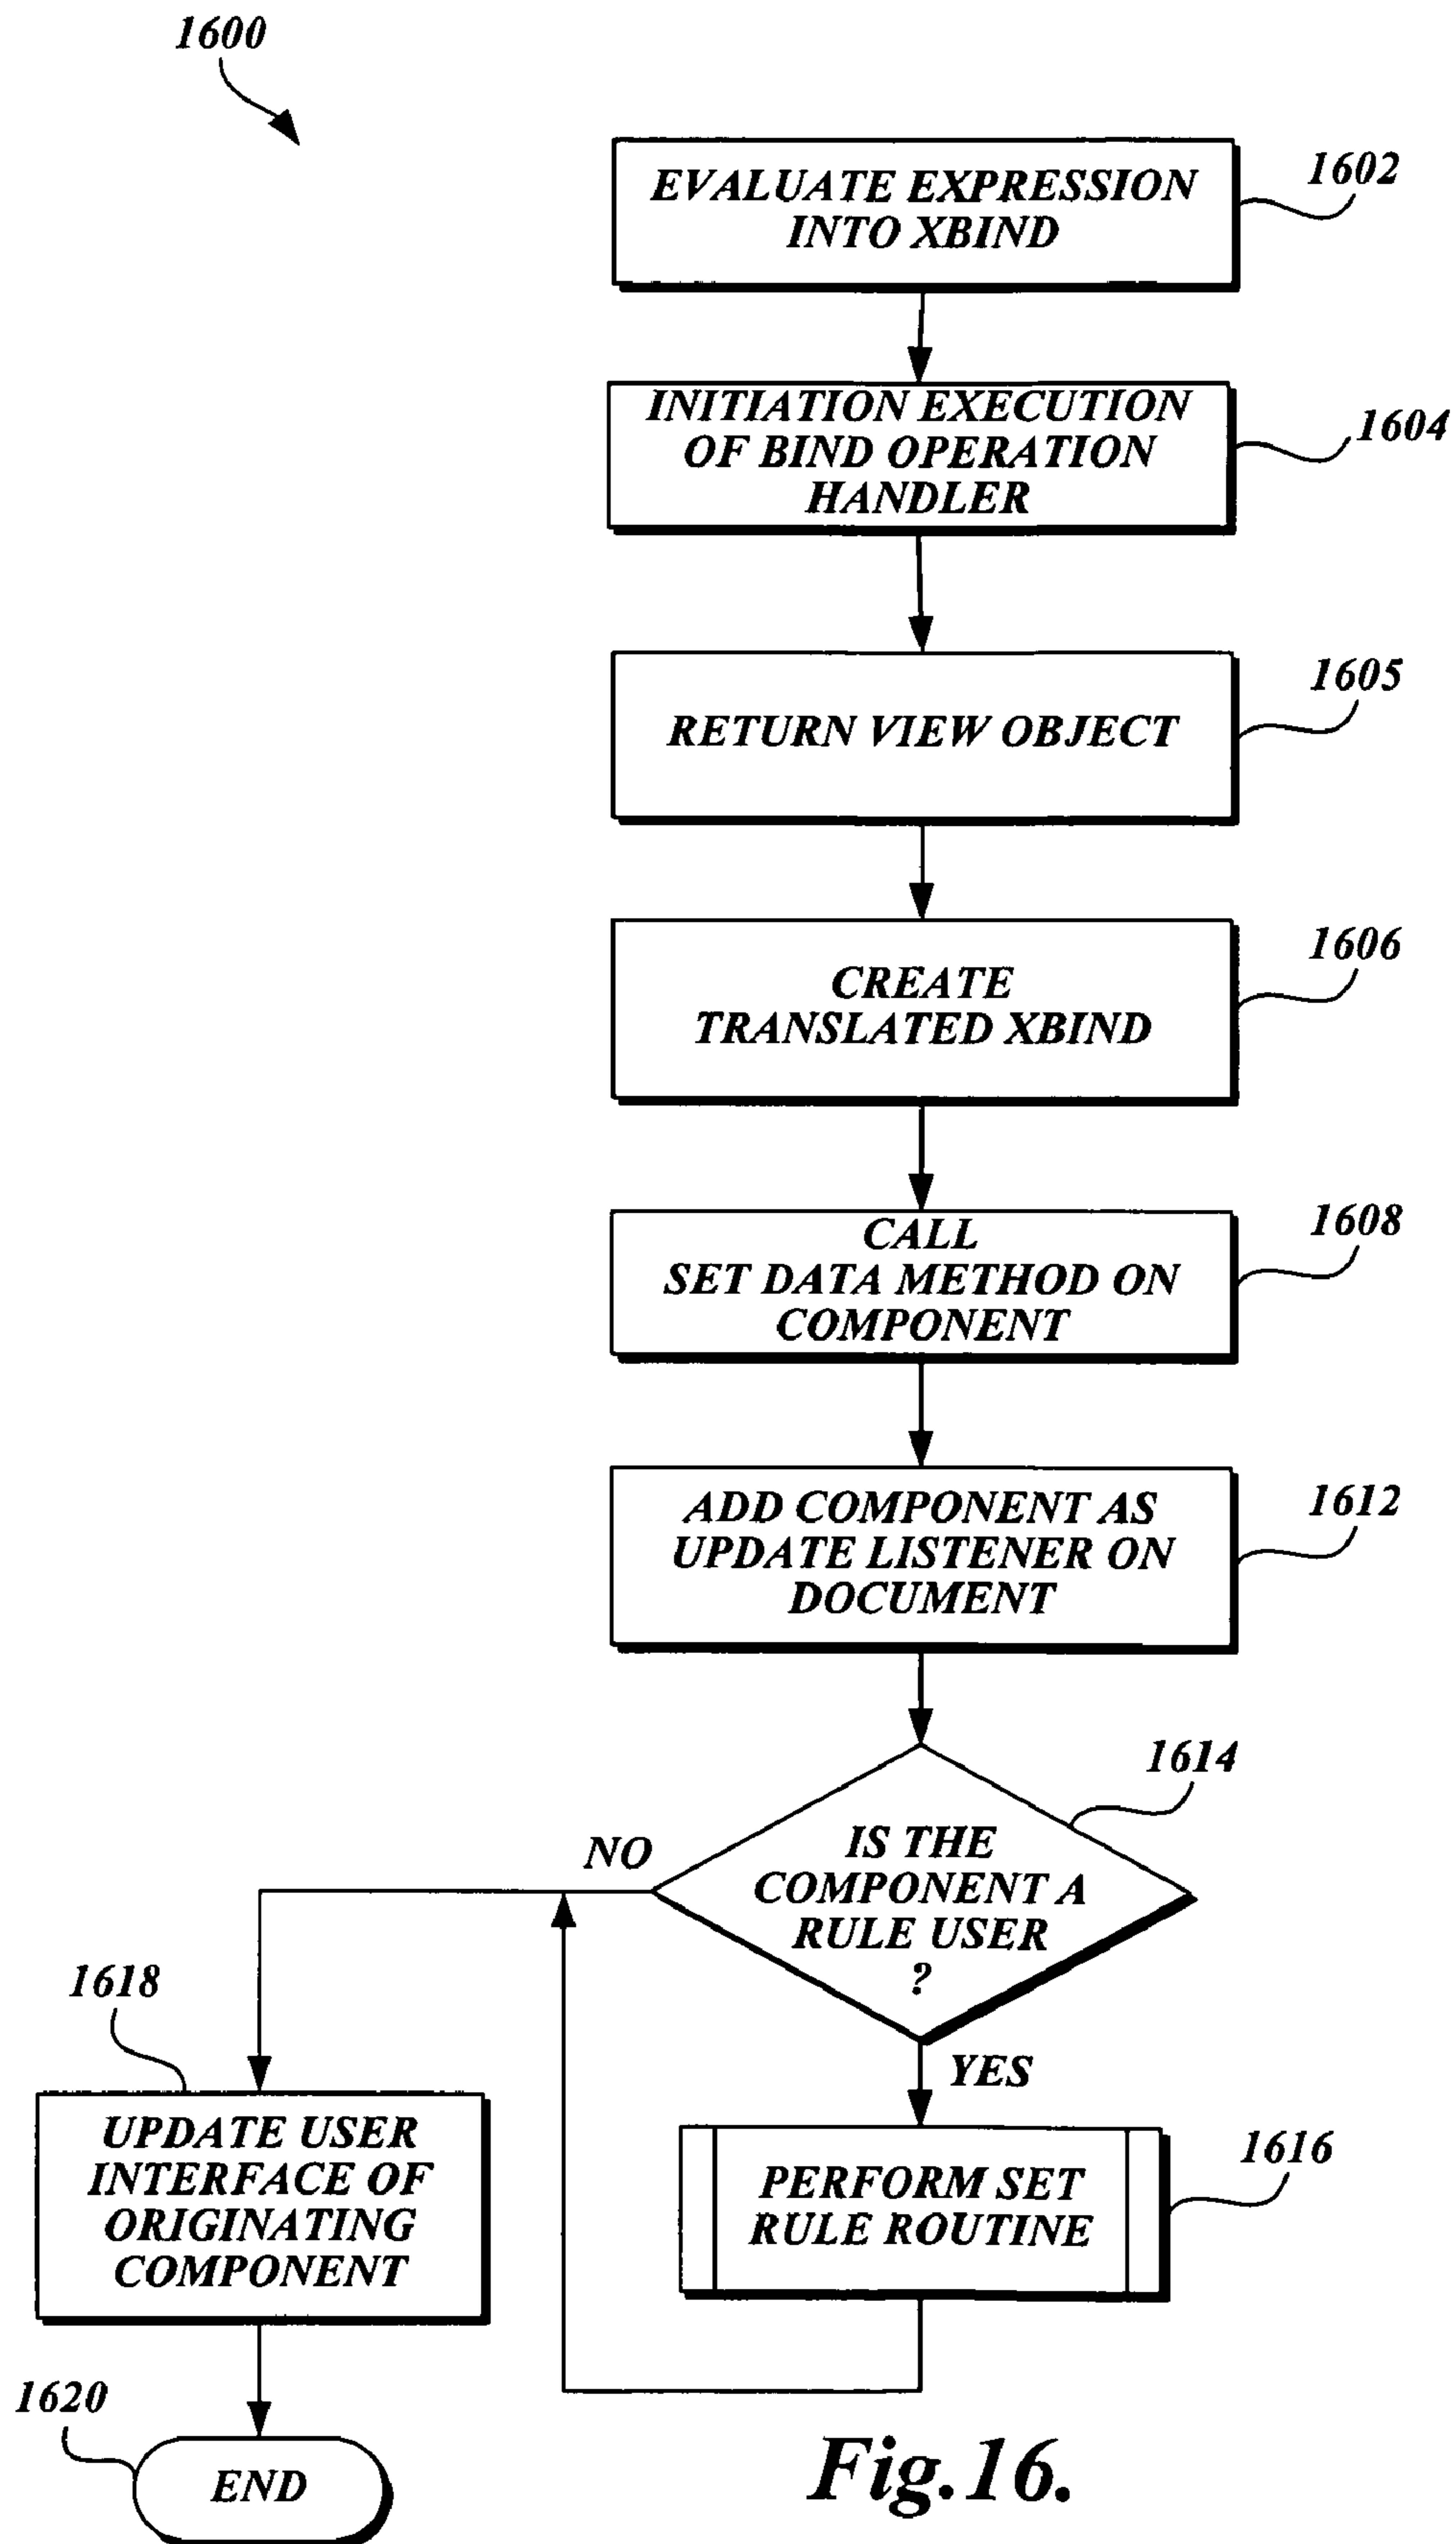 1600
EVALUATE EXPRESSION
INTO XBIND
1602
INITIATION EXECUTION
OF BIND OPERATION
HANDLER
1604
RETURN VIEW OBJECT
1605
CREATE
TRANSLATED XBIND
1606
CALL
SET DATA METHOD ON
COMPONENT
1608
ADD COMPONENT AS
UPDATE LISTENER ON
DOCUMENT
1612
IS THE
COMPONENT A
RULE USER
?
1614
NO
YES
1618
UPDATE USER
INTERFACE OF
ORIGINATING
COMPONENT
PERFORM SET
RULE ROUTINE
1616
1620
END
Fig.16.